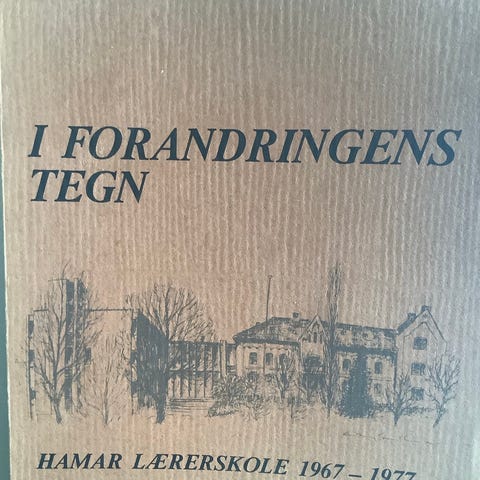 I FORANDRINGENS
TEGN
HAMAR LÆRERSKOLE 1967 – 1977